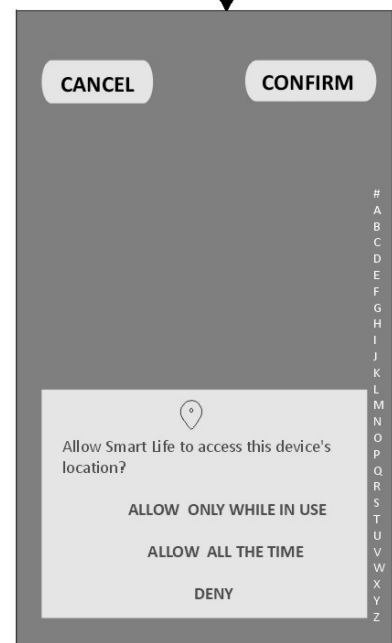 CANCEL
CONFIRM
#
A
B
C
D
E
F
G
H
I
J
K
L
M
N
O
P
Q
R
S
T
U
V
W
X
Y
Z
Allow Smart Life to access this device's
location?
ALLOW ONLY WHILE IN USE
ALLOW ALL THE TIME
DENY